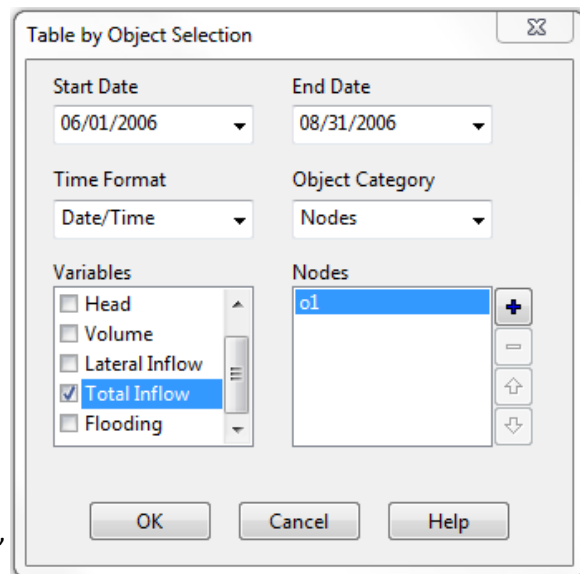 Table by Object Selection
Start Date End Date
06/01/2006 08/31/2006
Time Format Object Category
Date/Time Nodes
Variables Nodes
Head o1
Volume
Lateral Inflow
Total Inflow
Flooding
, OK Cancel Help